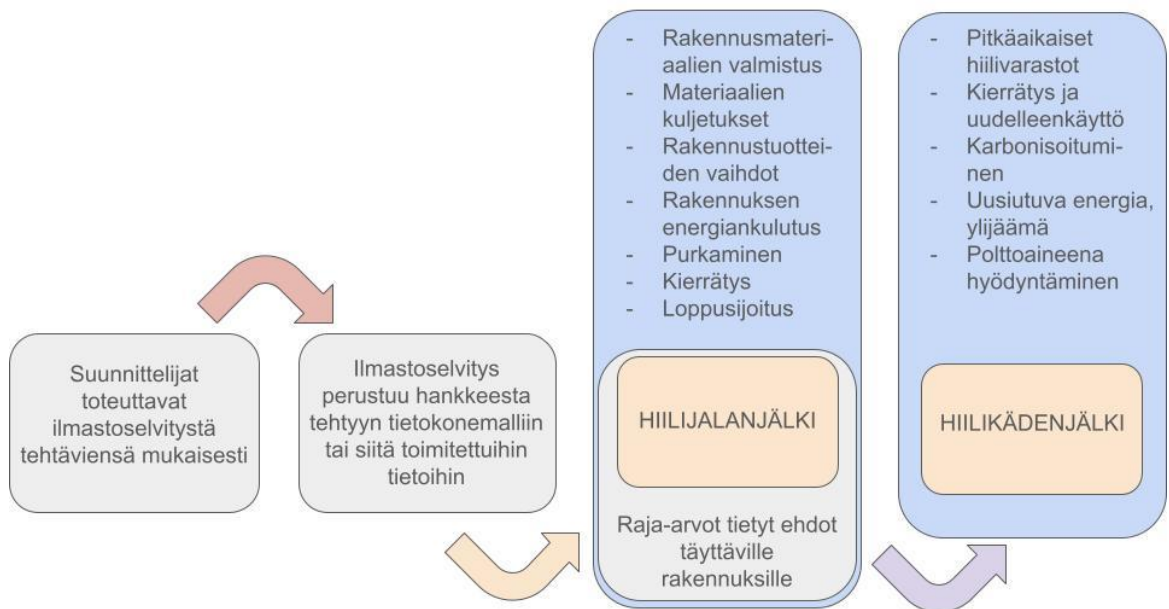 Suunnittelijat
toteuttavat
ilmastoselvitystä
tehtäviensä mukaisesti
Ilmastoselvitys
perustuu hankkeesta
tehtyyn tietokonemalliin
tai siitä toimitettuihin
tietoihin
- Rakennusmateri-
aalien valmistus
- Materiaalien
kuljetukset
- Rakennustuottei-
den vaihdot
- Rakennuksen
energiankulutus
- Purkaminen
- Kierrätys
- Loppusijoitus
HIILIJALANJÄLKI
Raja-arvot tietyt ehdot
täyttäville
rakennuksille
- Pitkäaikaiset
hiilivarastot
- Kierrätys ja
uudelleenkäyttö
- Karbonisoitumi-
nen
- Uusiutuva energia,
ylijäämä
- Polttoaineena
hyödyntäminen
HIILIKÄDENJÄLKI